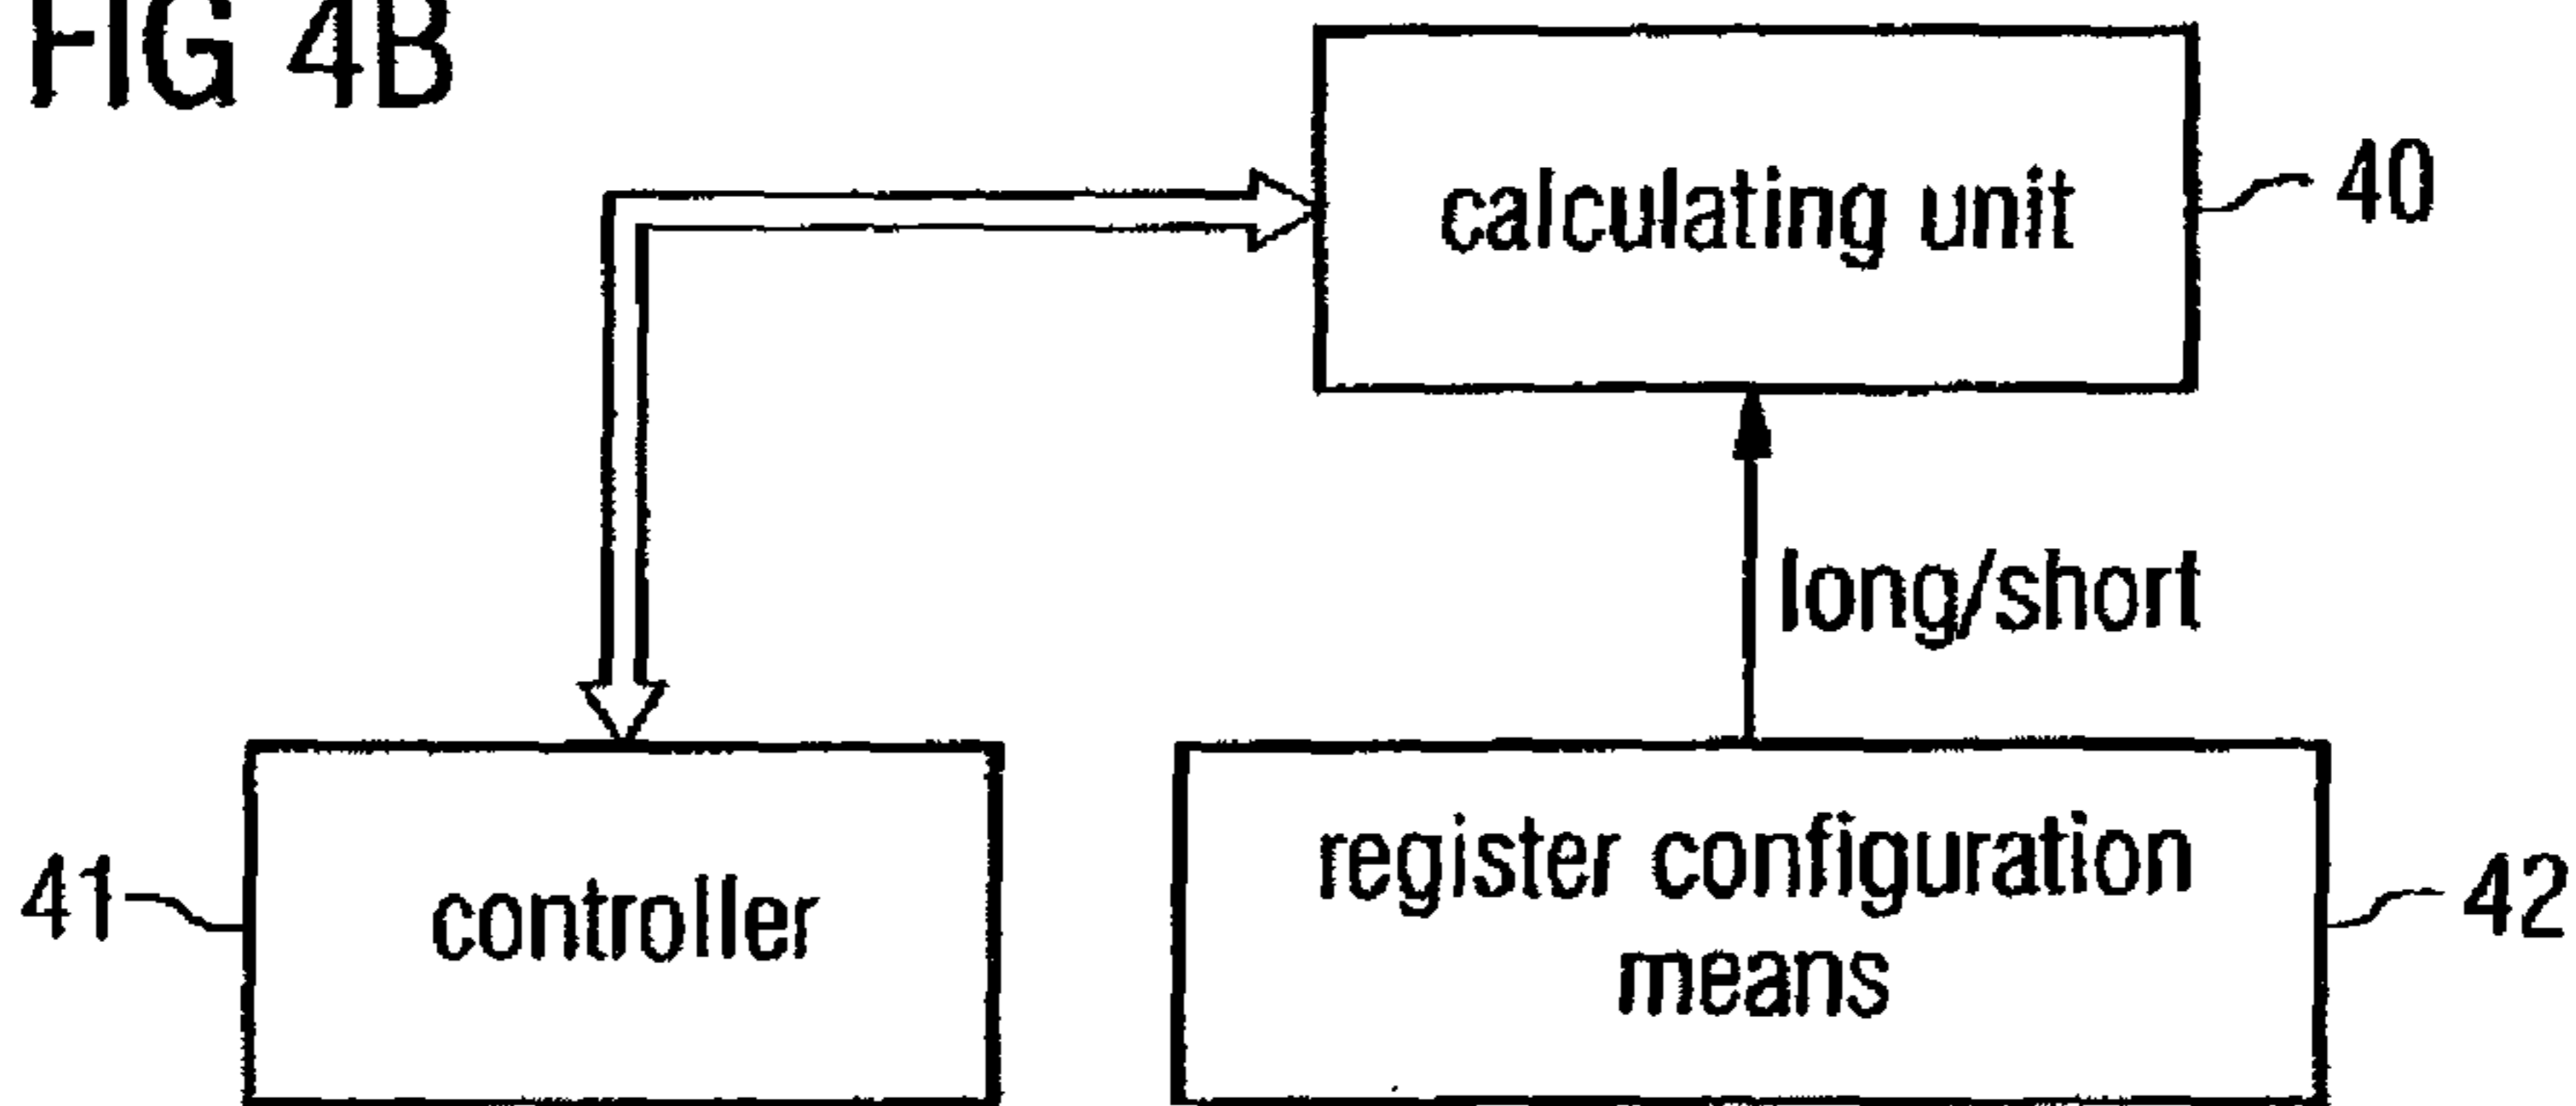 FIG 4B
calculating unit
40
long/short
41
controller
register configuration
means
42